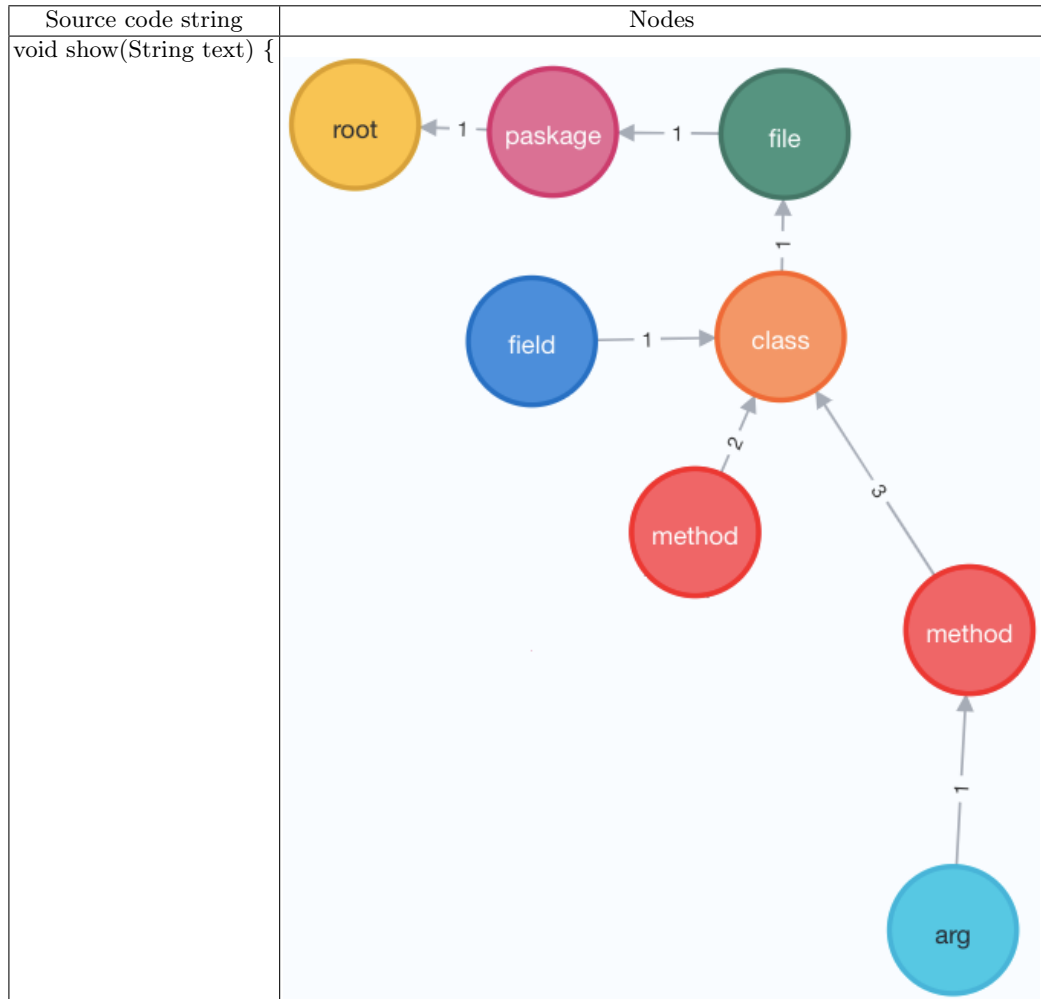 Source code string Nodes
void show(String text) {
root 1 paskage 1 file
1
field 1 class
2
3
method
method
1
arg